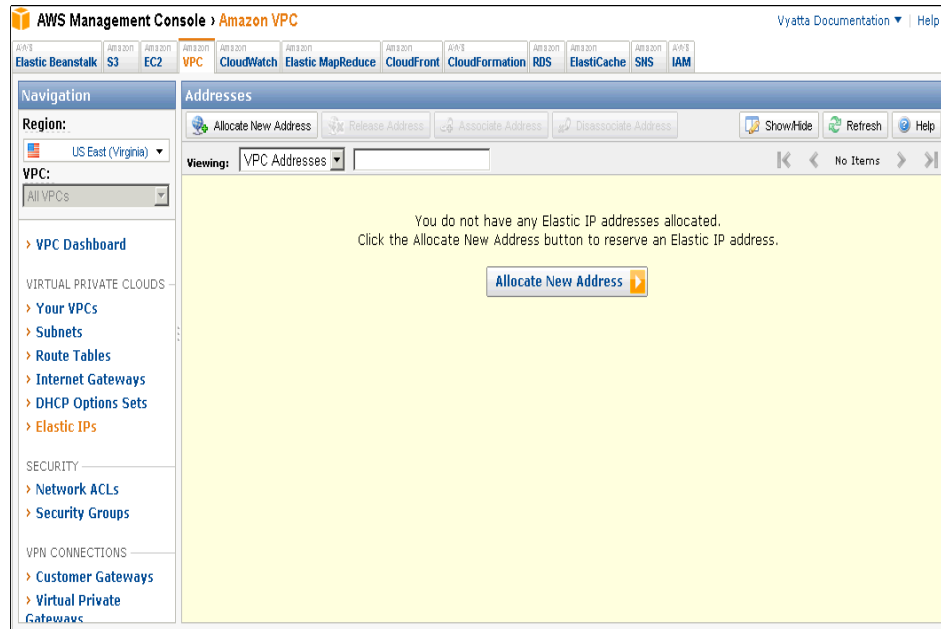 AWS Management Console › Amazon VPC
Vyatta Documentation ▼ | Help
AWS Elastic Beanstalk
Amazon S3
Amazon EC2
Amazon VPC
Amazon CloudWatch
Amazon Elastic MapReduce
Amazon CloudFront
AWS CloudFormation
Amazon RDS
Amazon ElastiCache
Amazon SNS
AWS IAM
Navigation
Region:
US East (Virginia) ▼
VPC:
All VPCs
› VPC Dashboard
VIRTUAL PRIVATE CLOUDS
› Your VPCs
› Subnets
› Route Tables
› Internet Gateways
› DHCP Options Sets
› Elastic IPs
SECURITY
› Network ACLs
› Security Groups
VPN CONNECTIONS
› Customer Gateways
› Virtual Private
Gateways
Addresses
Allocate New Address
Release Address
Associate Address
Disassociate Address
Show/Hide
Refresh
Help
Viewing: VPC Addresses
No Items
You do not have any Elastic IP addresses allocated.
Click the Allocate New Address button to reserve an Elastic IP address.
Allocate New Address